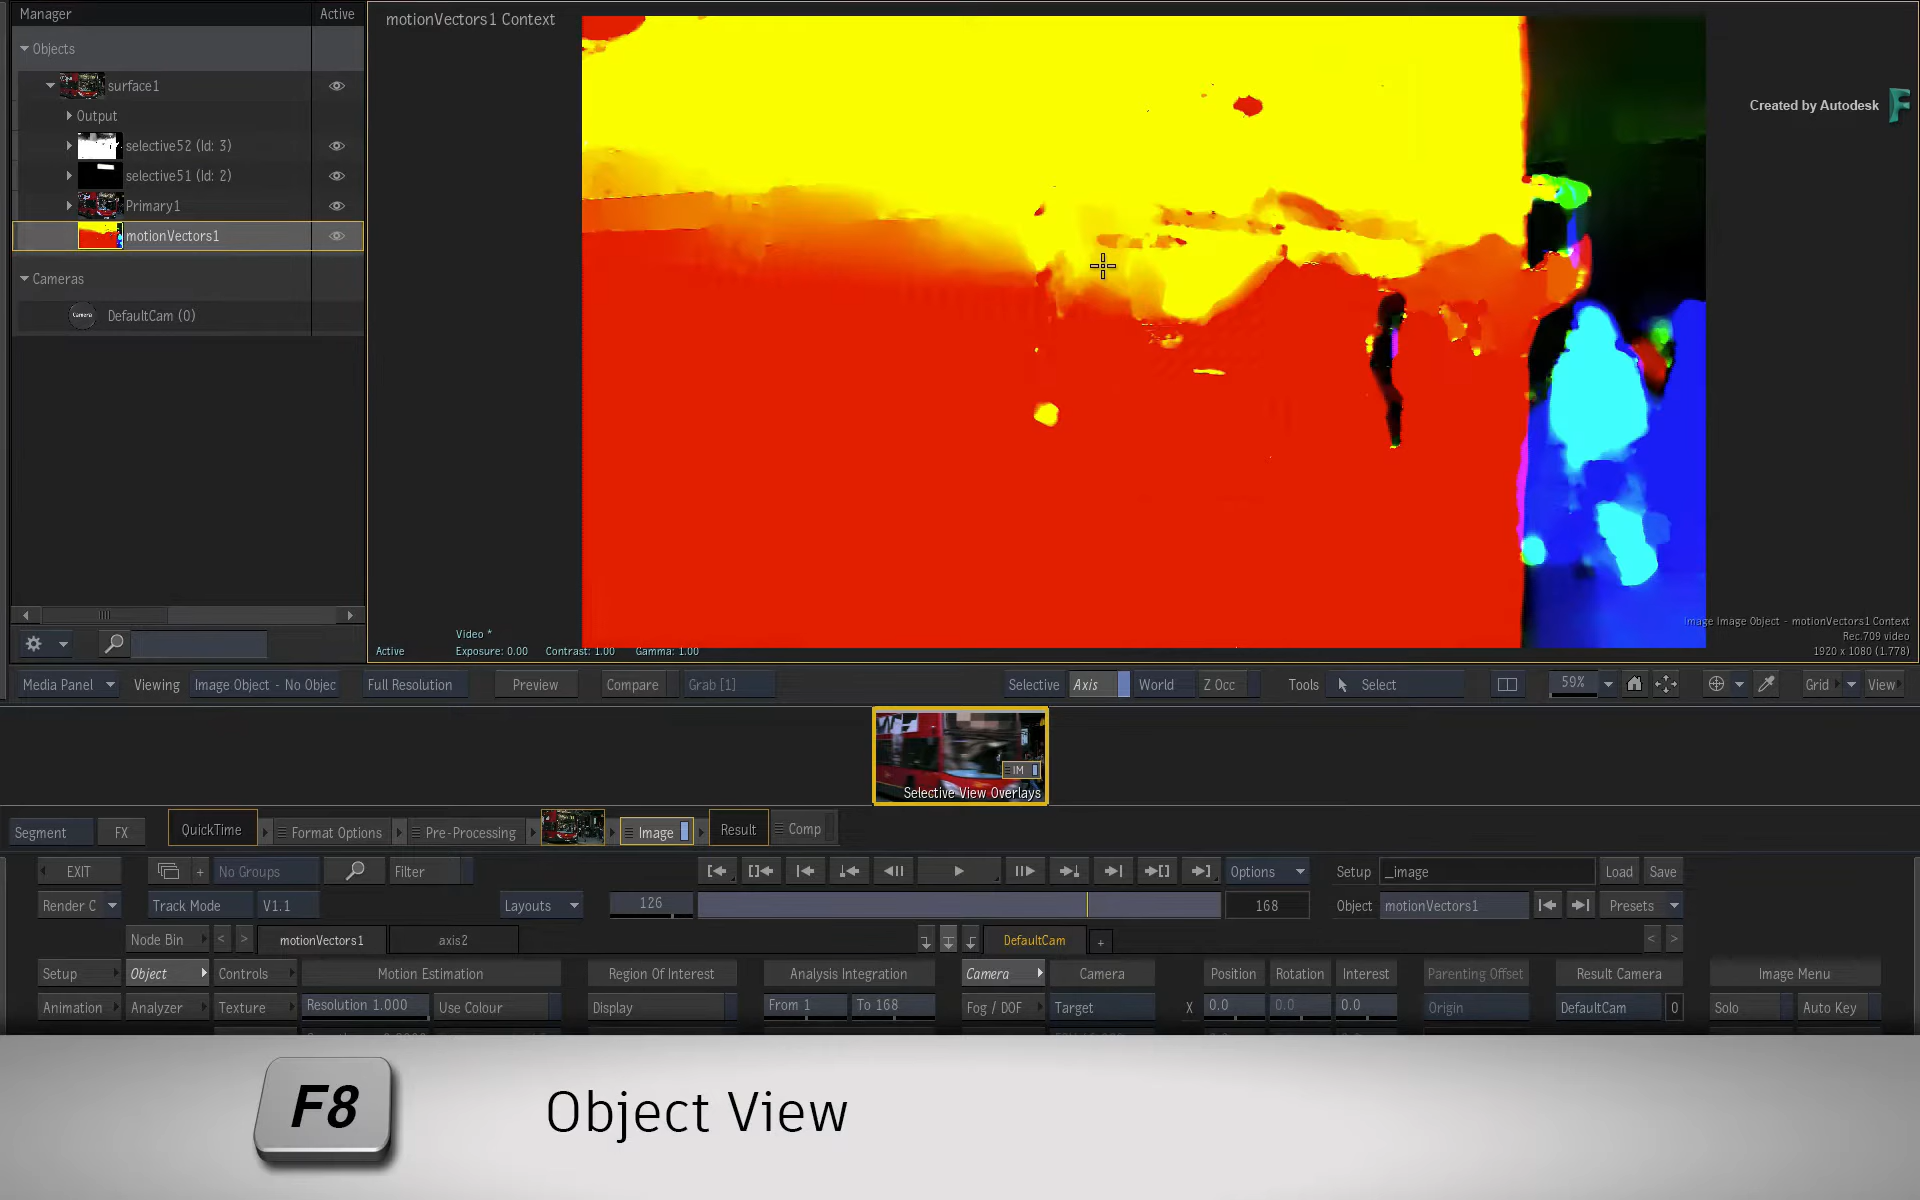 Manager
Active
motionVectors1 Context
Objects
surface1
Output
selective52 (Id: 3)
selective51 (Id: 2)
Primary1
motionVectors1
Cameras
Camera
DefaultCam (0)
Created by Autodesk
Video *
Active
Exposure: 0.00 Contrast: 1.00 Gamma: 1.00
Image Image Object - motionVectors1 Context
Rec.709 video
1920 x 1080 (1.778)
Media Panel
Viewing
Image Object - No Objec
Full Resolution
Preview
Compare
Grab [1]
Selective
Axis
World
Z Occ
Tools
Select
59%
Grid
View
IM
Selective View Overlays
Segment
FX
QuickTime
Format Options
Pre-Processing
Image
Result
Comp
EXIT
+
No Groups
Filter
Options
Setup
_image
Load
Save
Render C
Track Mode
V1.1
Layouts
126
168
Object
motionVectors1
Presets
Node Bin
<
>
motionVectors1
axis2
DefaultCam
+
<
>
Setup
Object
Controls
Motion Estimation
Region Of Interest
Analysis Integration
Camera
Camera
Position
Rotation
Interest
Parenting Offset
Result Camera
Image Menu
Animation
Analyzer
Texture
Resolution 1.000
Use Colour
Display
From 1
To 168
Fog / DOF
Target
X
0.0
0.0
0.0
Origin
DefaultCam
0
Solo
Auto Key
F8
Object View